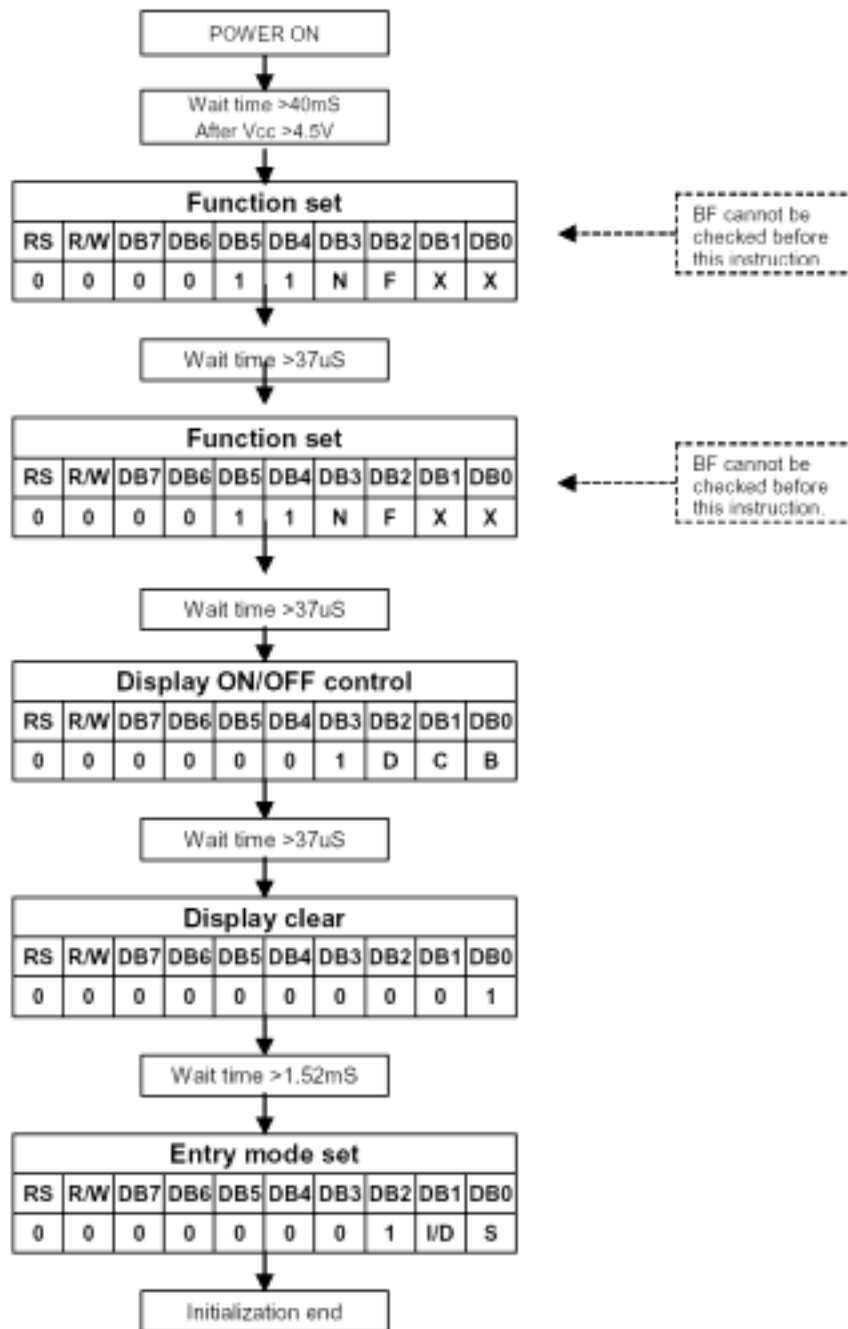 POWER ON
Wait time >40mS
After Vcc >4.5V
Function set
RS R/W DB7 DB6 DB5 DB4 DB3 DB2 DB1 DB0
0 0 0 0 1 1 N F X X
BF cannot be
checked before
this instruction.
Wait time >37uS
Function set
RS R/W DB7 DB6 DB5 DB4 DB3 DB2 DB1 DB0
0 0 0 0 1 1 N F X X
BF cannot be
checked before
this instruction.
Wait time >37uS
Display ON/OFF control
RS R/W DB7 DB6 DB5 DB4 DB3 DB2 DB1 DB0
0 0 0 0 0 0 1 D C B
Wait time >37uS
Display clear
RS R/W DB7 DB6 DB5 DB4 DB3 DB2 DB1 DB0
0 0 0 0 0 0 0 0 0 1
Wait time >1.52mS
Entry mode set
RS R/W DB7 DB6 DB5 DB4 DB3 DB2 DB1 DB0
0 0 0 0 0 0 0 1 I/D S
Initialization end